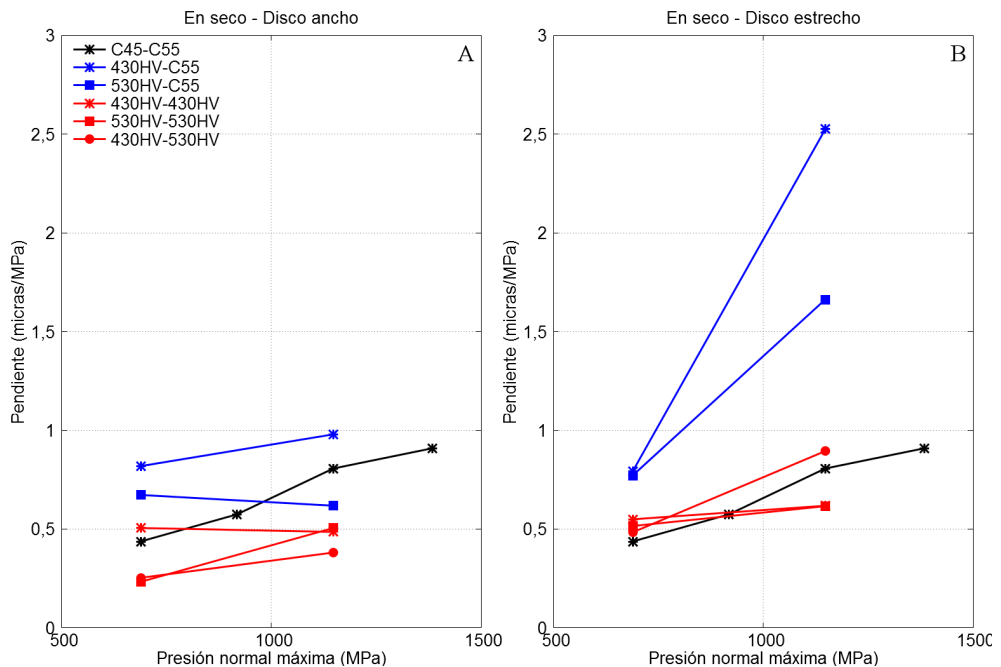 En seco - Disco ancho
A
3
2,5
2
1,5
1
0,5
0
500
1000
1500
C45-C55
430HV-C55
530HV-C55
430HV-430HV
530HV-530HV
430HV-530HV
Pendiente (micras/MPa)
Presión normal máxima (MPa)
En seco - Disco estrecho
B
3
2,5
2
1,5
1
0,5
0
500
1000
1500
Pendiente (micras/MPa)
Presión normal máxima (MPa)